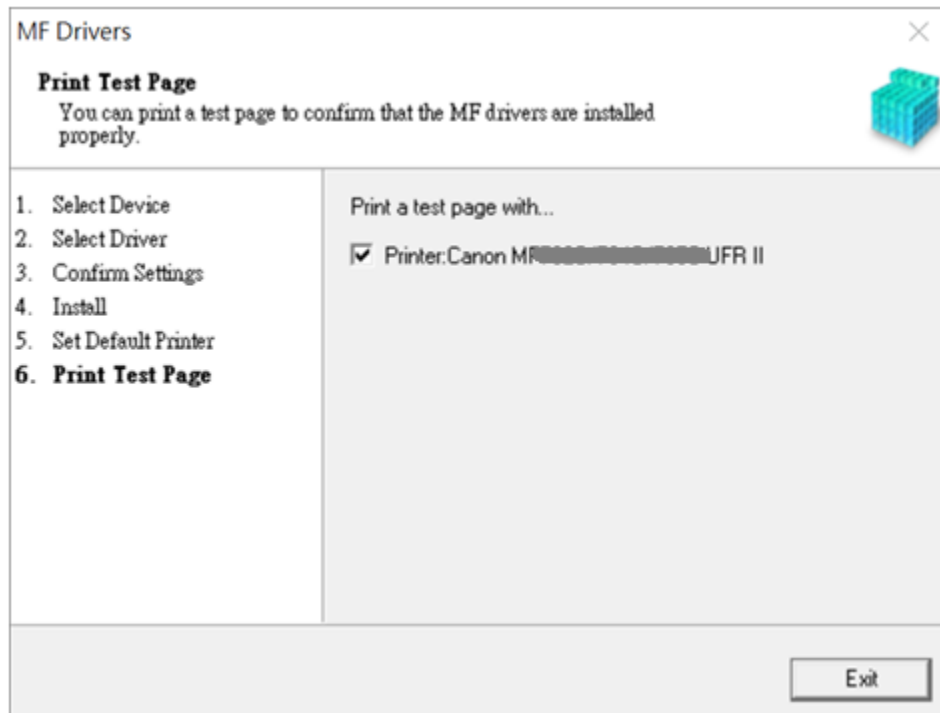 MF Drivers
Print Test Page
You can print a test page to confirm that the MF drivers are installed
properly.
1. Select Device
2. Select Driver
3. Confirm Settings
4. Install
5. Set Default Printer
6. Print Test Page
Print a test page with...
Printer:Canon UFR II
Exit